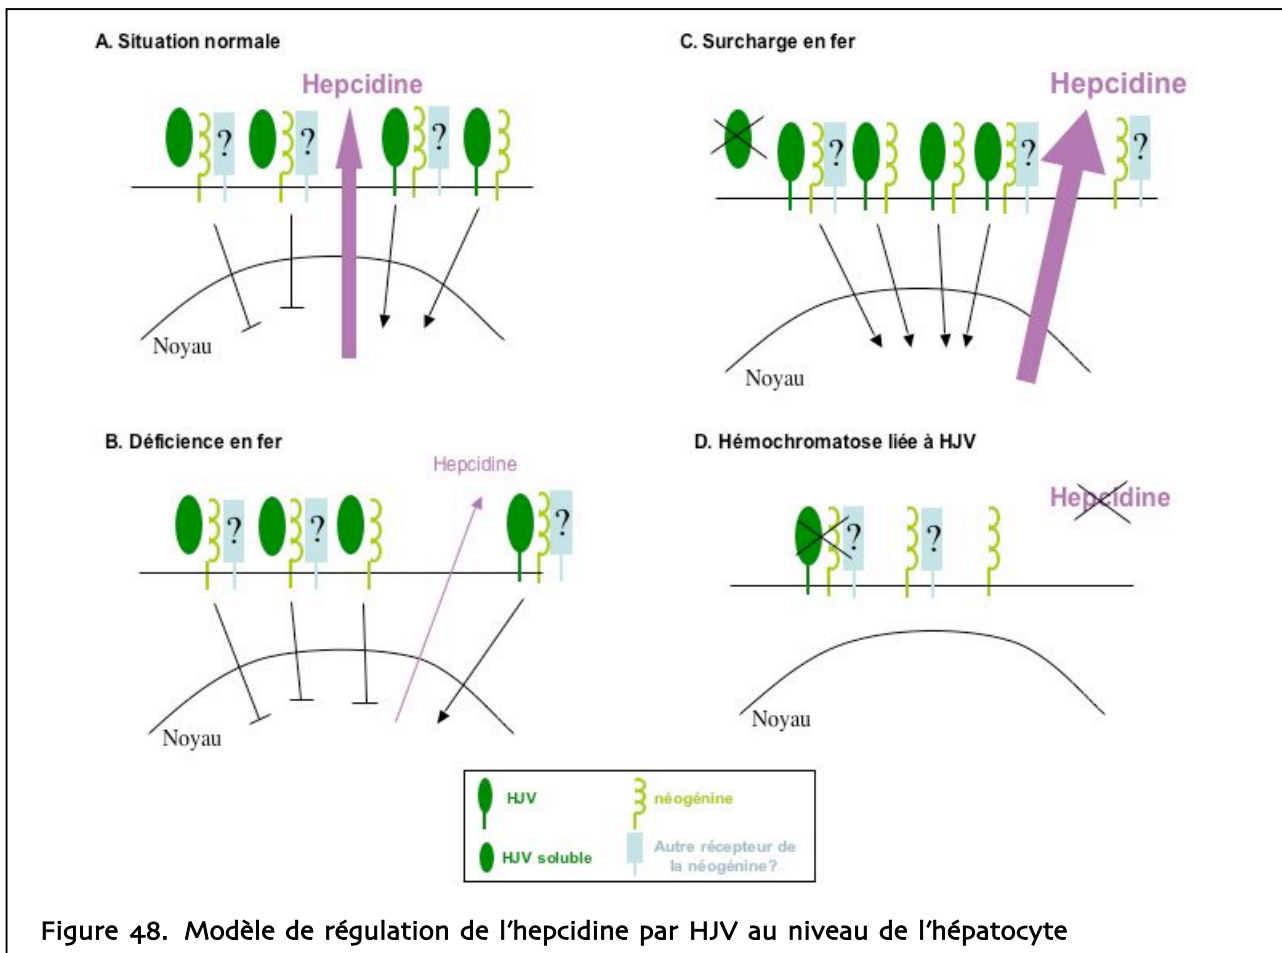 A. Situation normale
Hepcidine
? ? ?
Noyau
C. Surcharge en fer
Hepcidine
? ? ?
Noyau
B. Déficience en fer
Hepcidine
? ? ?
Noyau
D. Hémochromatose liée à HJV
Hepcidine
? ?
Noyau
HJV
néogénine
HJV soluble
Autre récepteur de
la néogénine?
Figure 48. Modèle de régulation de l'hepcidine par HJV au niveau de l'hépatocyte